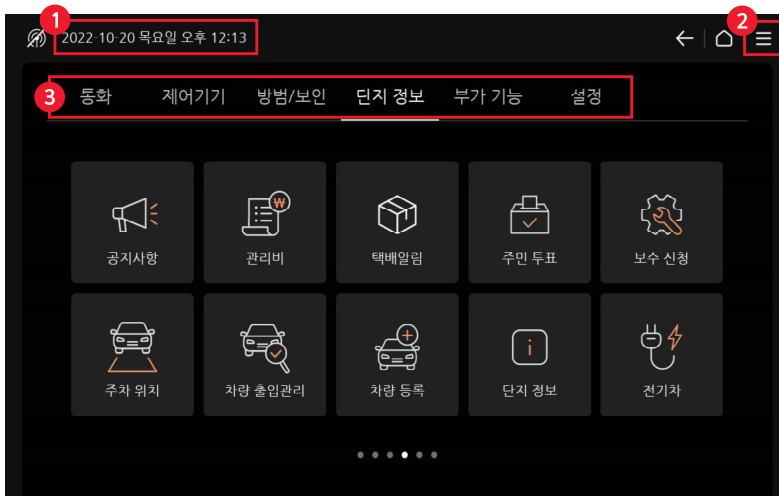 1
2
2022-10-20 목요일 오후 12:13
3
통화 제어기기 방범/보인 단지 정보 부가 기능 설정
₩
공지사항 관리비 택배알림 주민 투표 보수 신청
i
주차 위치 차량 출입관리 차량 등록 단지 정보 전기차